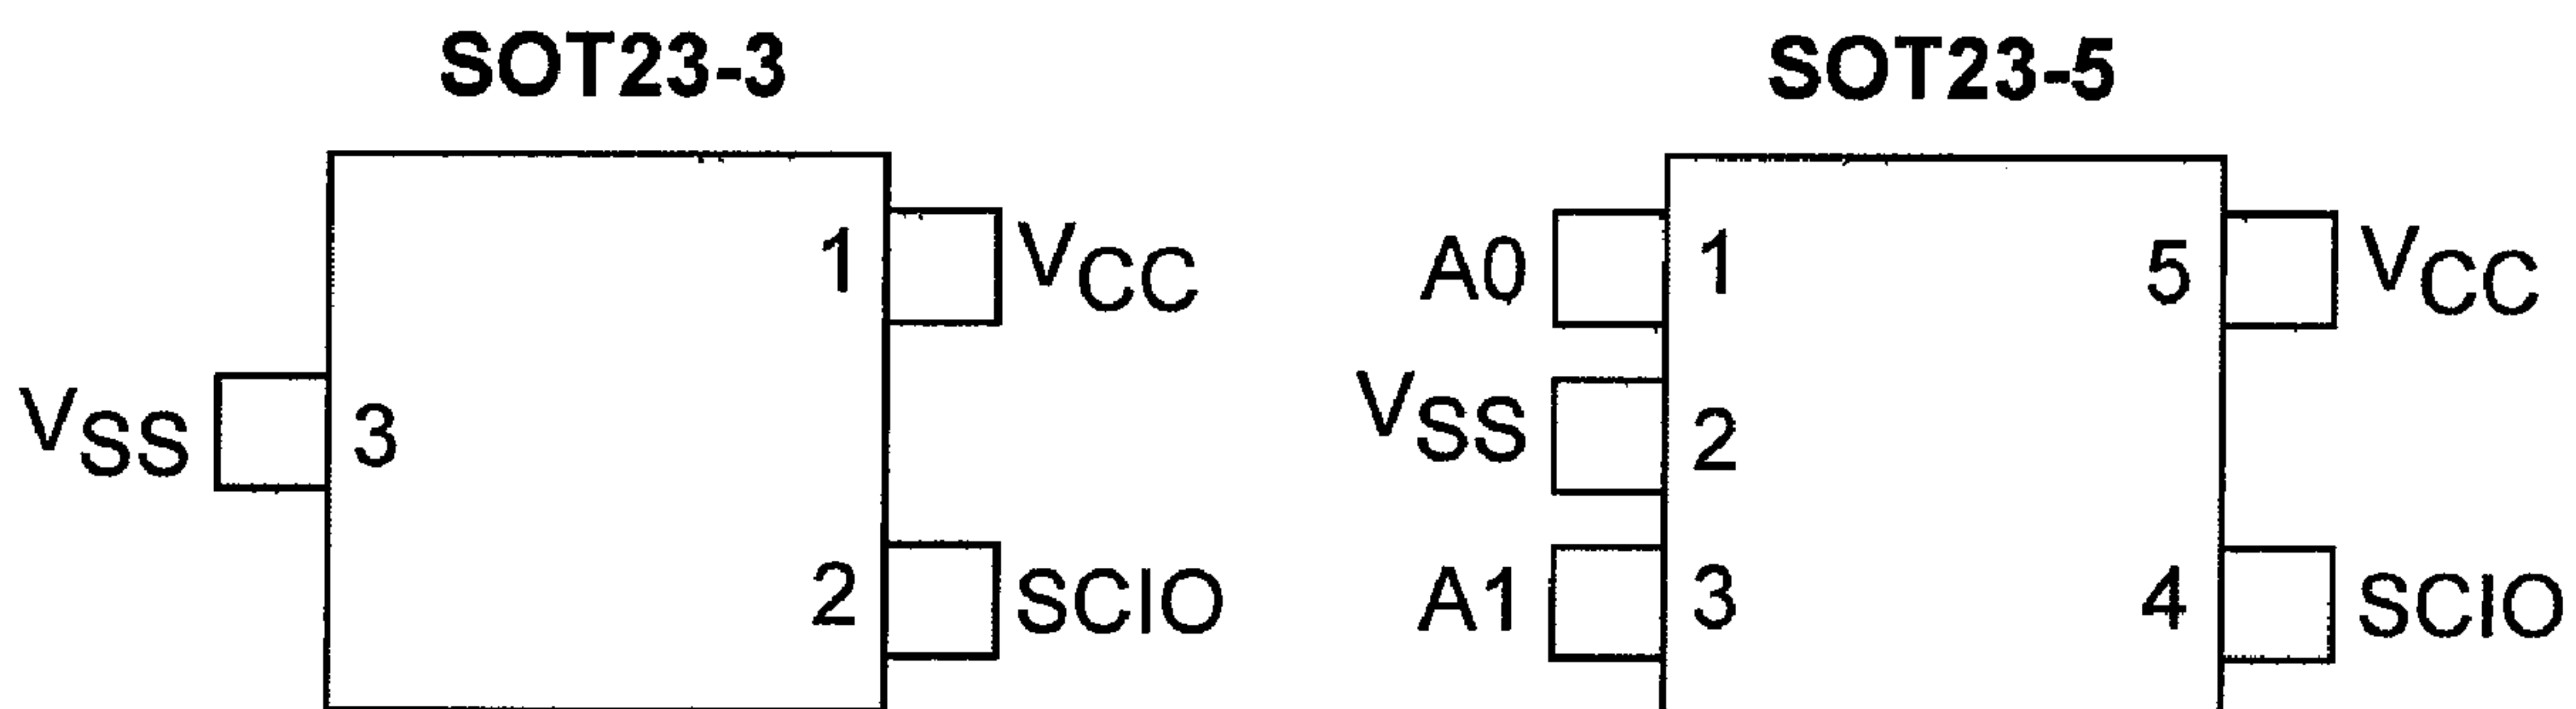 SOT23-3
1 VCC
VSS 3
2 SCIO
SOT23-5
A0 1 5 VCC
VSS 2
A1 3 4 SCIO